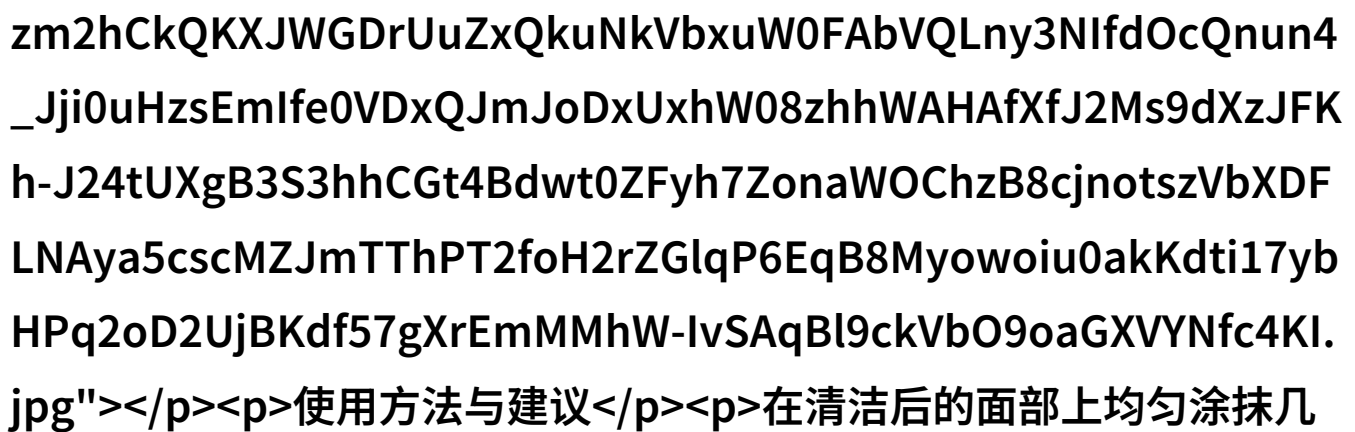 zm2hCkQKXJWGDrUuZxQkuNkVbxuW0FAbVQLny3NIfdOcQnun4
_Jji0uHzsEmIfe0VDxQJmJoDxUxhW08zhhWAHAfXfJ2Ms9dXzJFK
h-J24tUXgB3S3hhCGt4Bdwt0ZFyh7ZonaWOChzB8cjnotszVbXDF
LNAya5cscMZJmTThPT2foH2rZGlqP6EqB8Myowoiu0akKdti17yb
HPq2oD2UjBKdf57gXrEmMMhW-IvSAqBl9ckVbO9oaGXVYNfc4KI.
jpg"></p><p>使用方法与建议</p><p>在清洁后的面部上均匀涂抹几